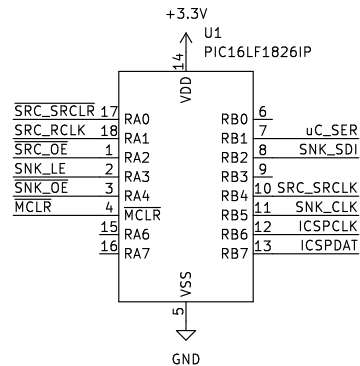 +3.3V
U1
PIC16LF1826IP
14
VDD
SRC_SRCLR 17 RA0 RB0 6
SRC_RCLK 18 RA1 RB1 7 uC_SER
SRC_OE 1 RA2 RB2 8 SNK_SDI
SNK_LE 2 RA3 RB3 9
SNK_OE 3 RA4 RB4 10 SRC_SRCLK
MCLR 4 MCLR RB5 11 SNK_CLK
15 RA6 RB6 12 ICSPCLK
16 RA7 RB7 13 ICSPDAT
VSS
5
GND